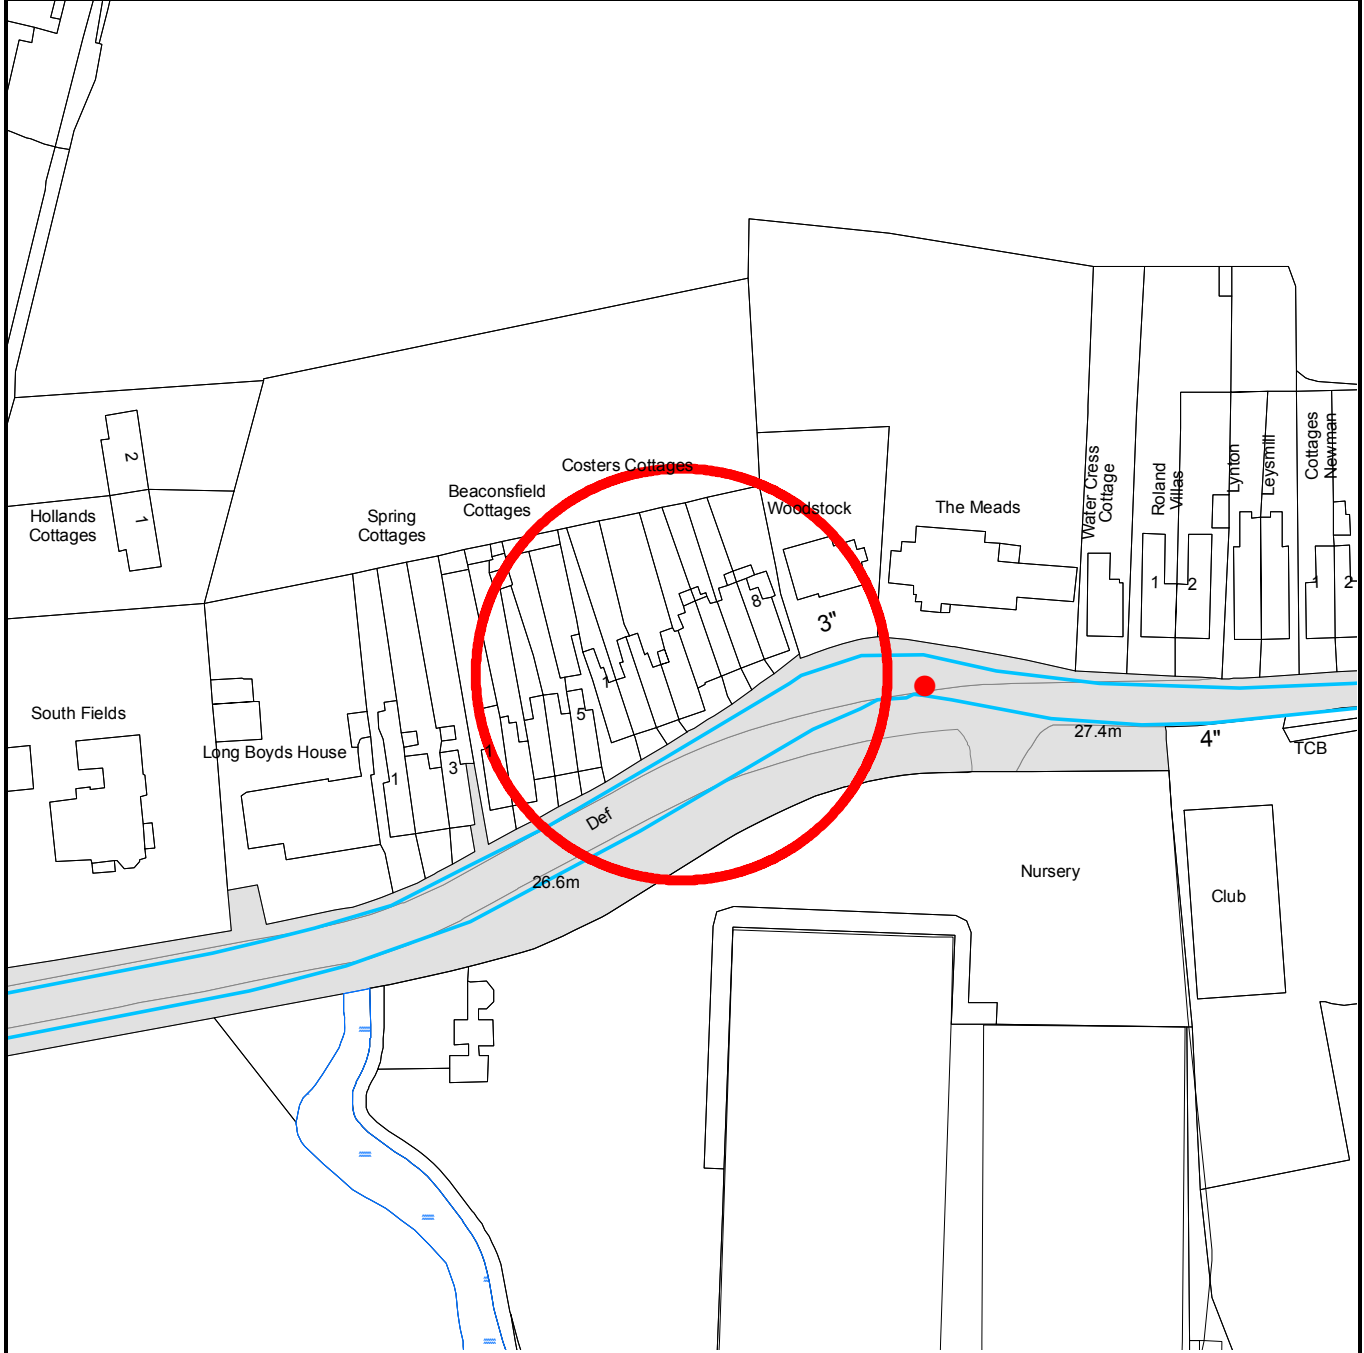 Costers Cottages
Beaconsfield
Cottages
Spring
Cottages
Hollands
Cottages
2
1
Woodstock
The Meads
Water Cress
Cottage
Roland
Villas
Lynton
Leysmill
Cottages
Newman
1
2
1
2
8
3"
1
5
1
3
1
South Fields
Long Boyds House
Def
26.6m
27.4m
4"
TCB
Nursery
Club